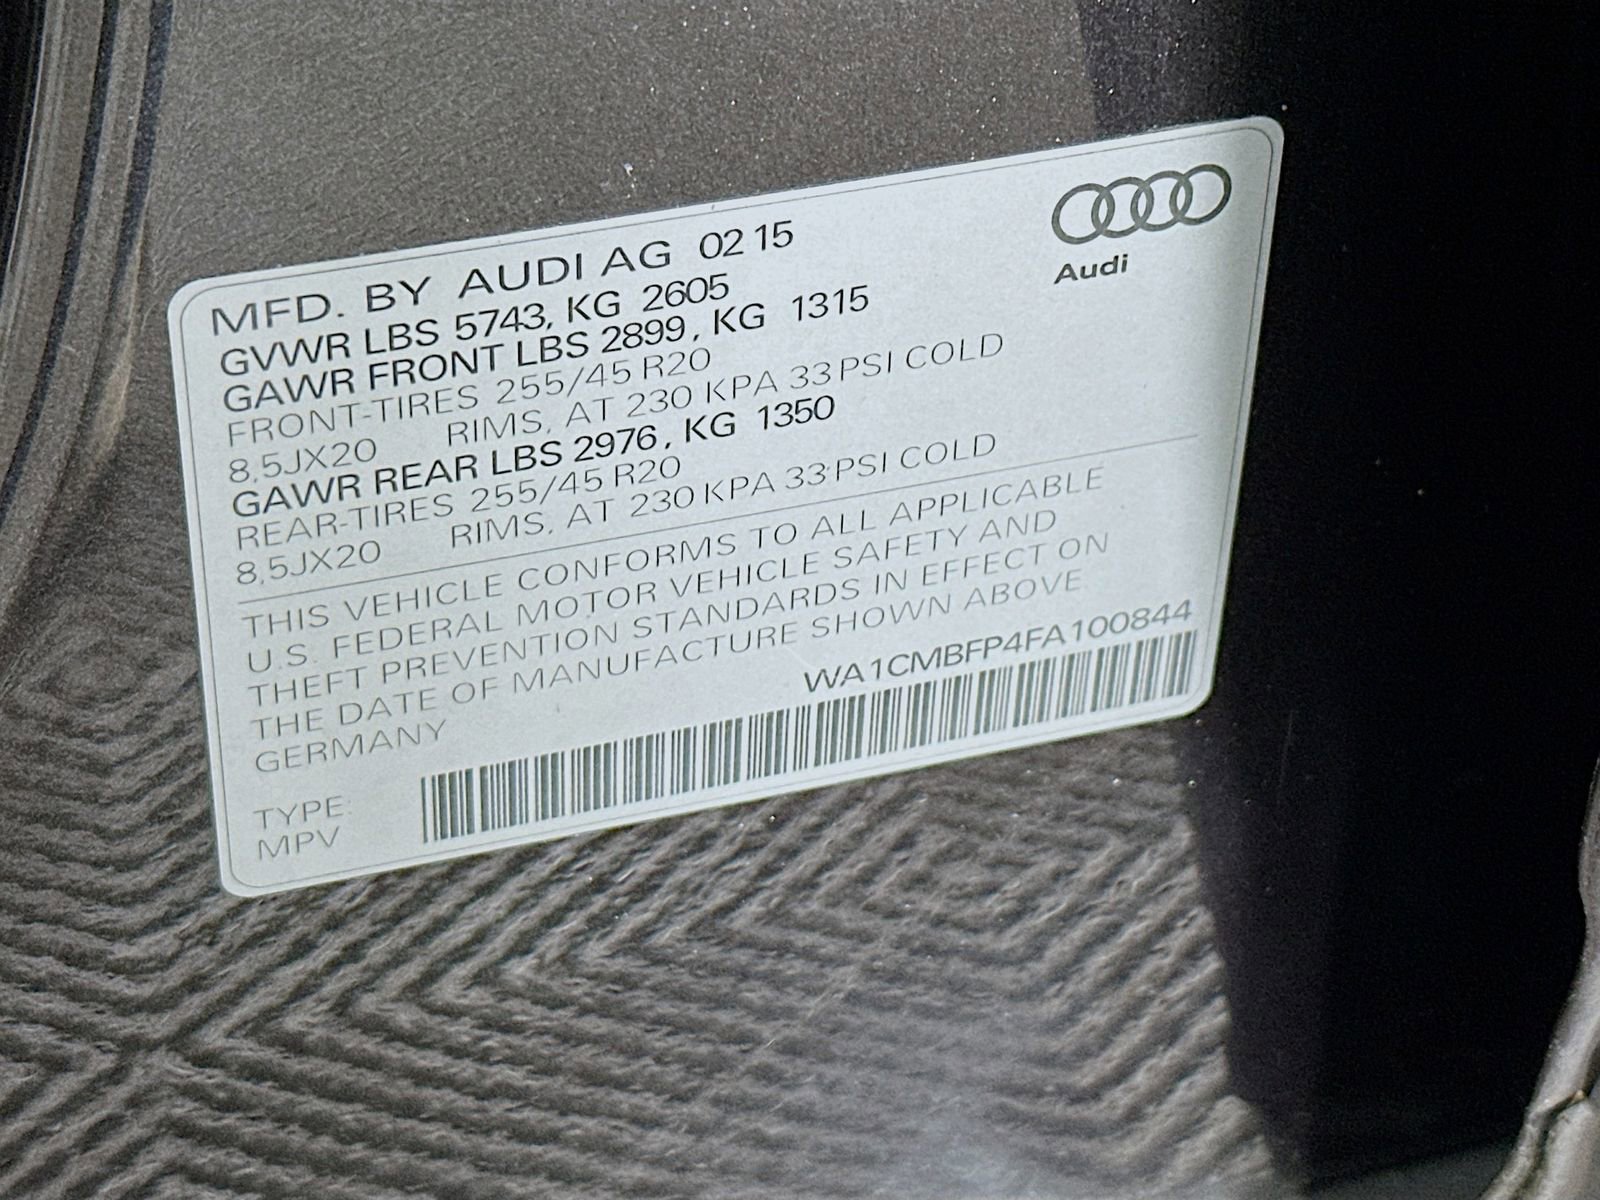 MFD. BY AUDI AG 02 15
GVWR LBS 5743, KG 2605
GAWR FRONT LBS 2899, KG 1315
FRONT-TIRES 255/45 R20
8,5JX20 RIMS, AT 230 KPA 33 PSI COLD
GAWR REAR LBS 2976, KG 1350
REAR-TIRES 255/45 R20
8,5JX20 RIMS, AT 230 KPA 33 PSI COLD
THIS VEHICLE CONFORMS TO ALL APPLICABLE
U.S. FEDERAL MOTOR VEHICLE SAFETY AND
THEFT PREVENTION STANDARDS IN EFFECT ON
THE DATE OF MANUFACTURE SHOWN ABOVE
GERMANY
WA1CMBFP4FA100844
TYPE:
MPV
Audi